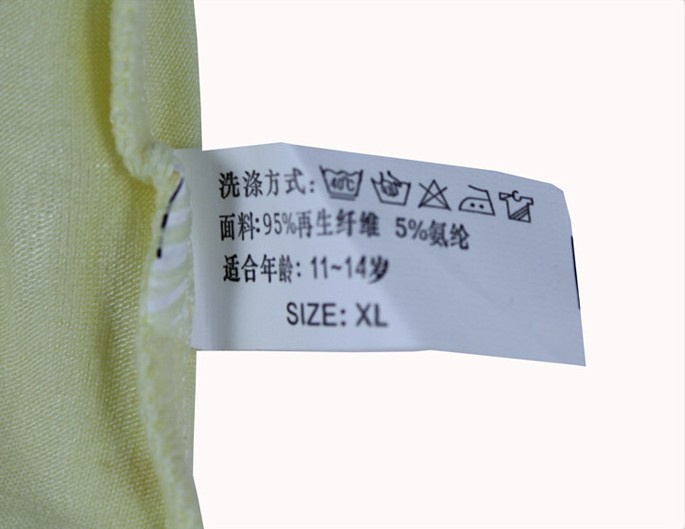 洗涤方式: 40℃
面料:95%再生纤维 5%氨纶
适合年龄: 11~14岁
SIZE: XL